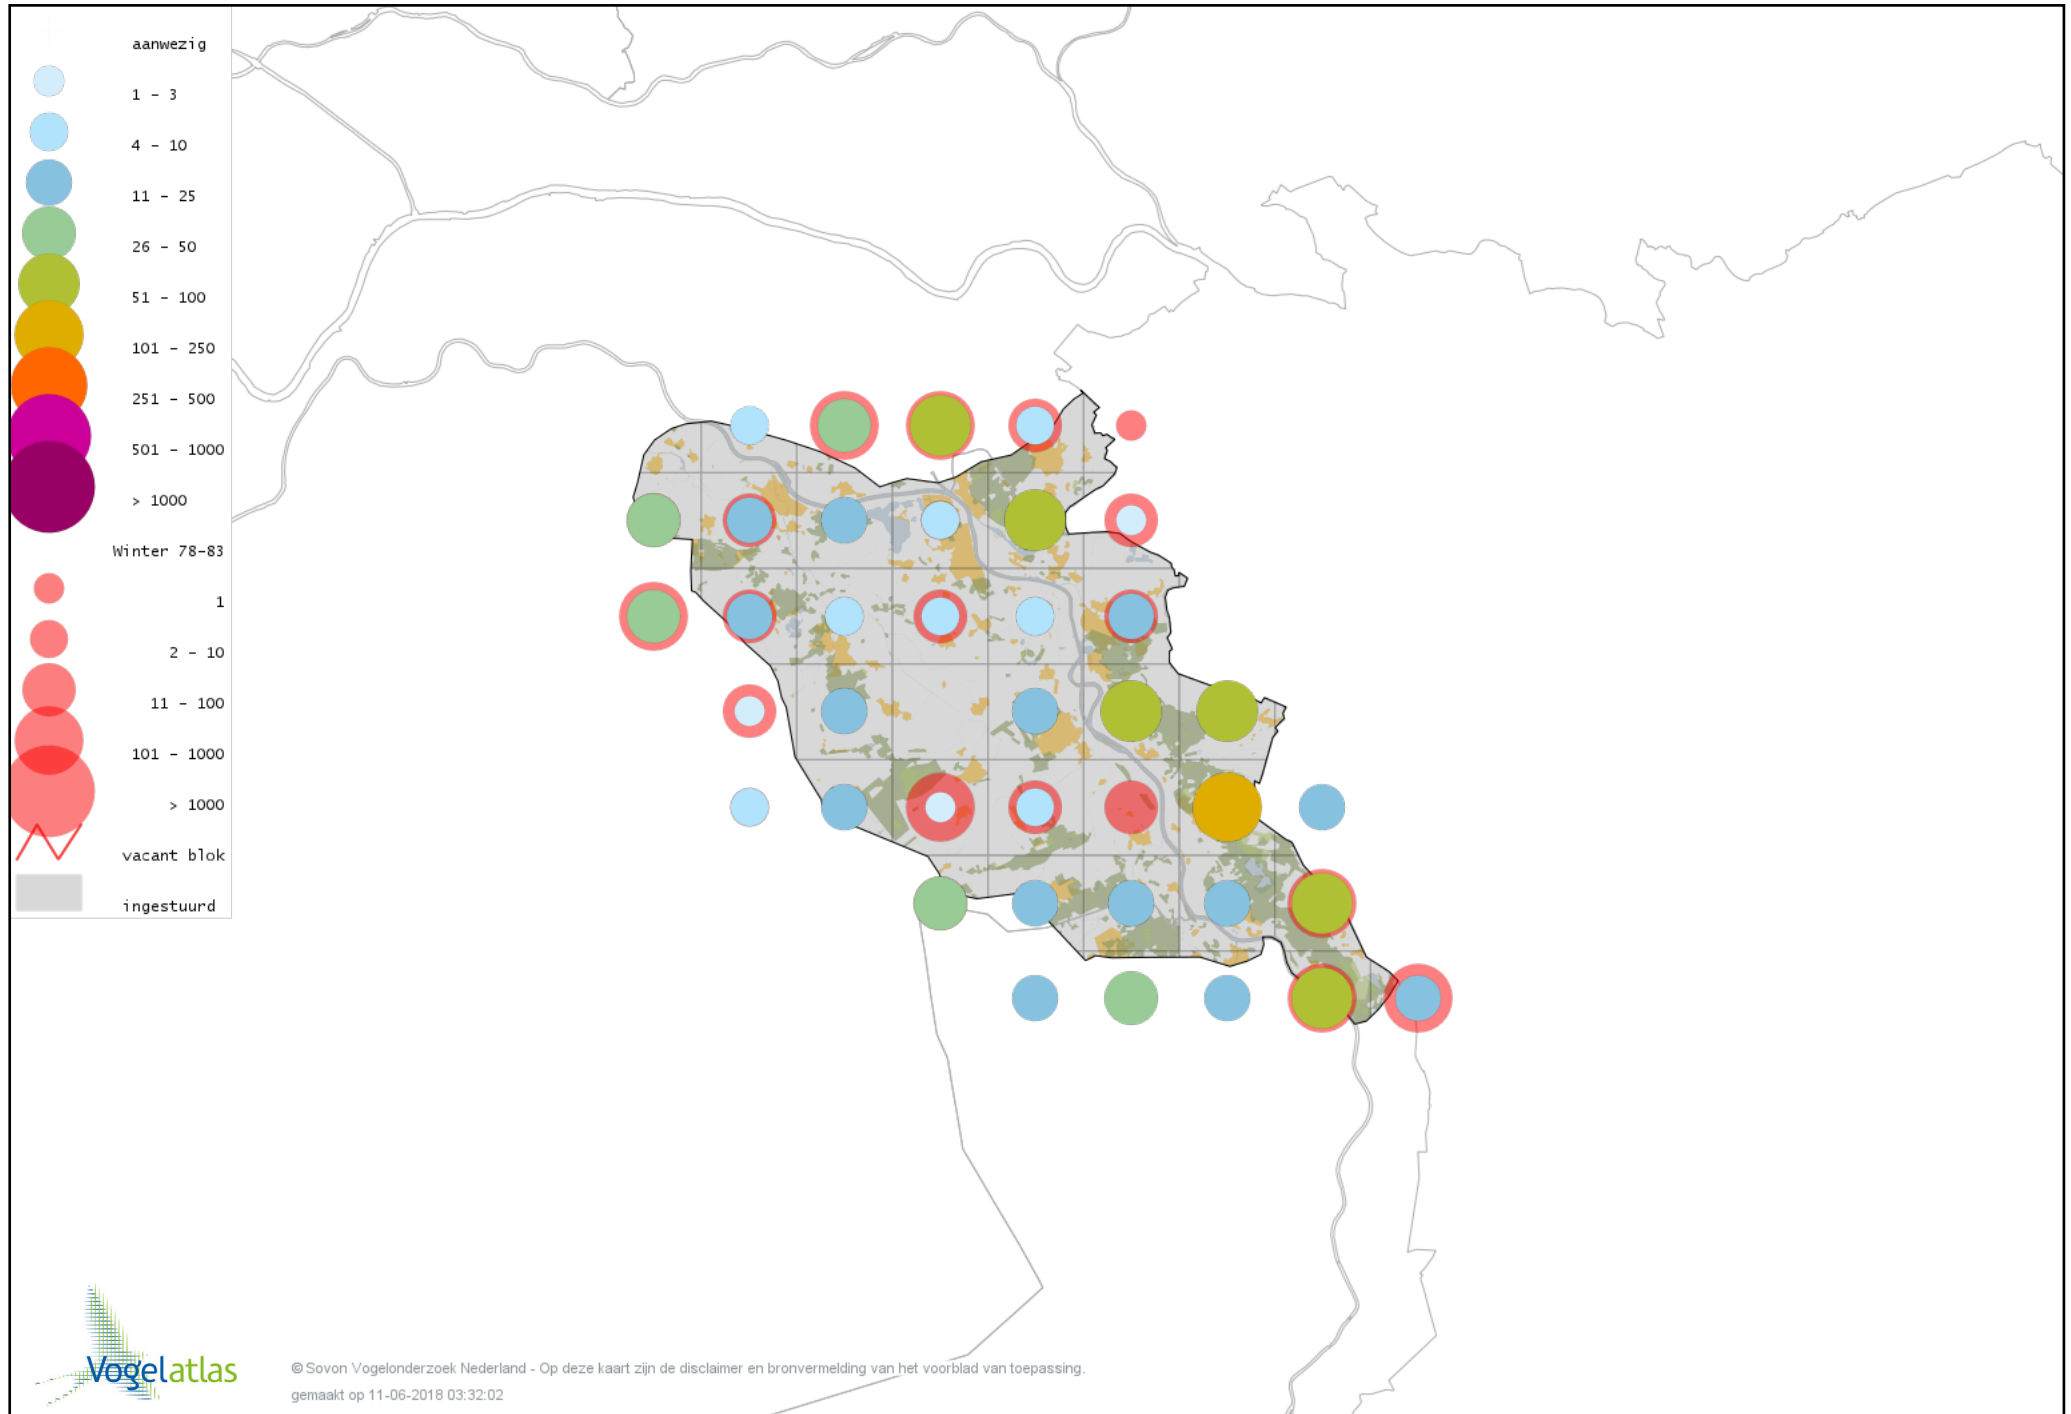 aanwezig
1 - 3
4 - 10
11 - 25
26 - 50
51 - 100
101 - 250
251 - 500
501 - 1000
> 1000
Winter 78-83
1
2 - 10
11 - 100
101 - 1000
> 1000
vacant blok
ingestuurd
Vogelatlas
© Sovon Vogelonderzoek Nederland - Op deze kaart zijn de disclaimer en bronvermelding van het voorblad van toepassing.
gemaakt op 11-06-2018 03:32:02